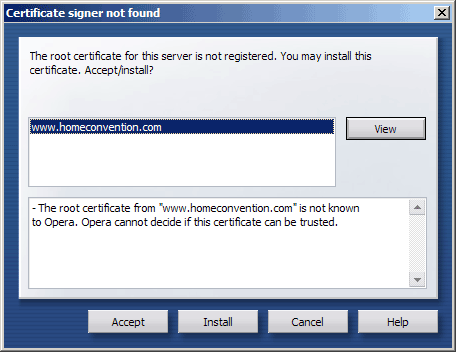 Certificate signer not found
The root certificate for this server is not registered. You may install this
certificate. Accept/install?
www.homeconvention.com
View
- The root certificate from "www.homeconvention.com" is not known
to Opera. Opera cannot decide if this certificate can be trusted.
Accept
Install
Cancel
Help